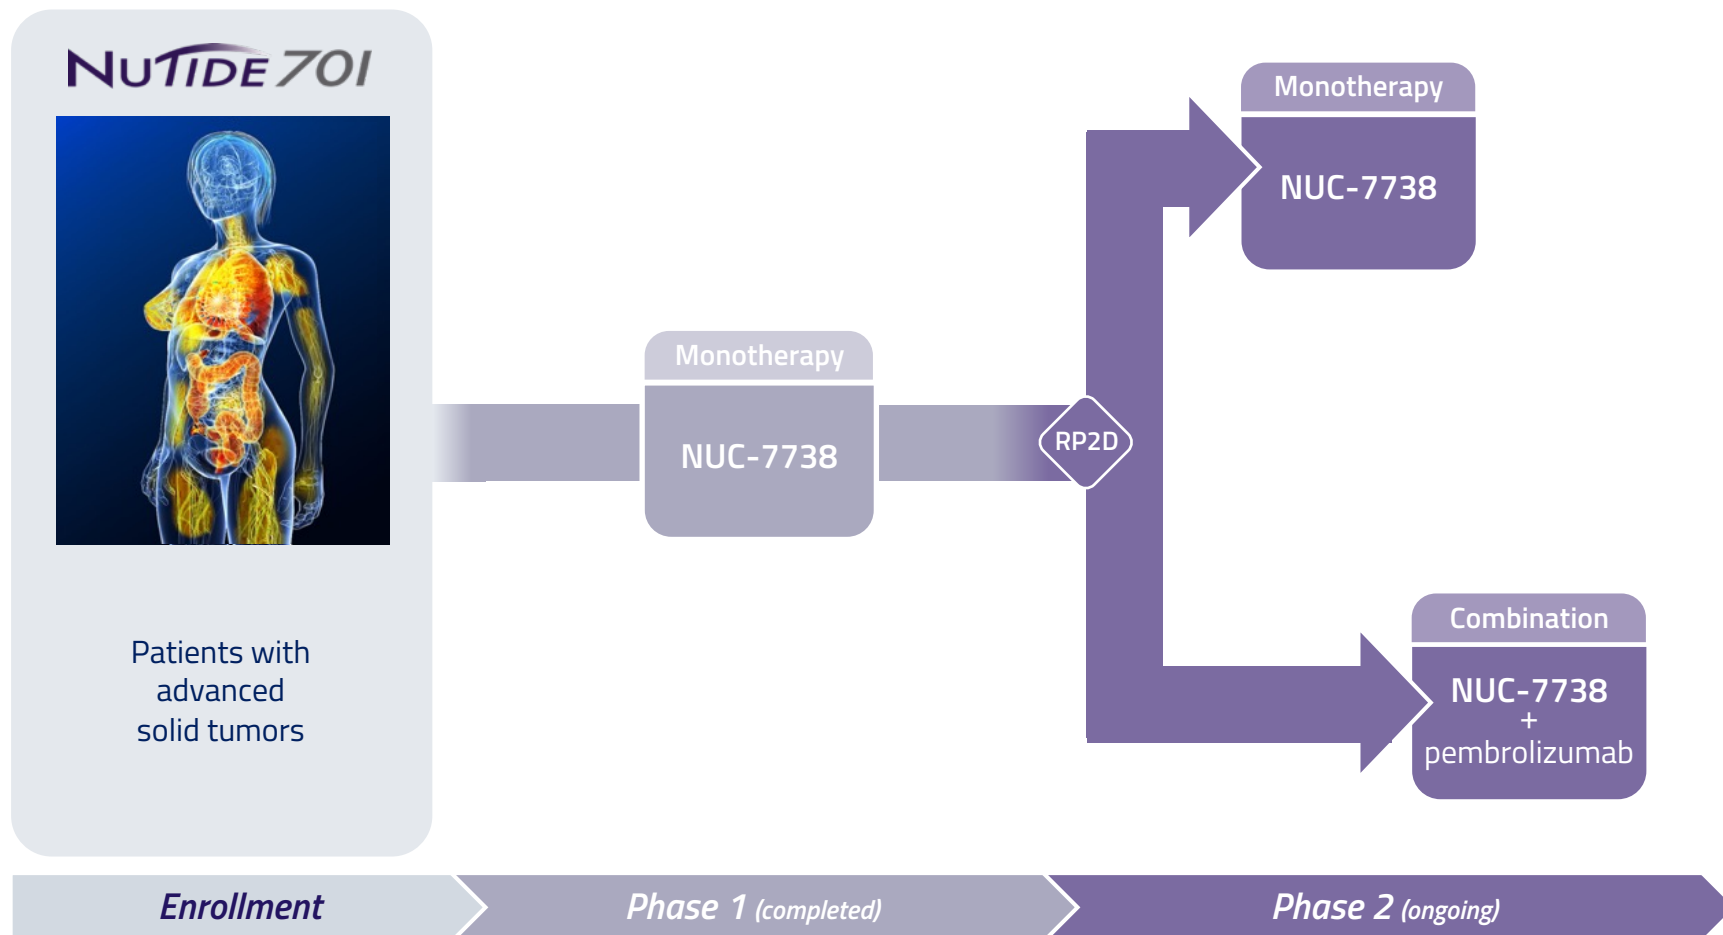 NUTIDE 701
Patients with
advanced
solid tumors
Monotherapy
NUC-7738
RP2D
Monotherapy
NUC-7738
Combination
NUC-7738
+
pembrolizumab
Enrollment
Phase 1 (completed)
Phase 2 (ongoing)